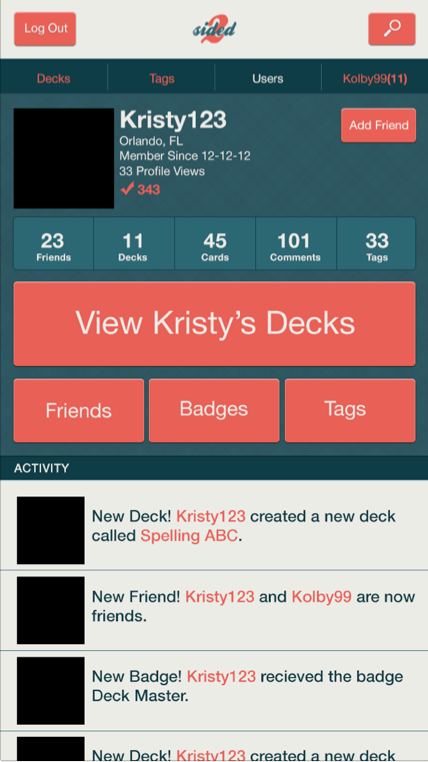 Log Out
2 sided
Decks Tags Users Kolby99(11)
Kristy123
Add Friend
Orlando, FL
Member Since 12-12-12
33 Profile Views
343
23 11 45 101 33
Friends Decks Cards Comments Tags
View Kristy's Decks
Friends Badges Tags
ACTIVITY
New Deck! Kristy123 created a new deck
called Spelling ABC.
New Friend! Kristy123 and Kolby99 are now
friends.
New Badge! Kristy123 recieved the badge
Deck Master.
New Deck! Kristy123 created a new deck